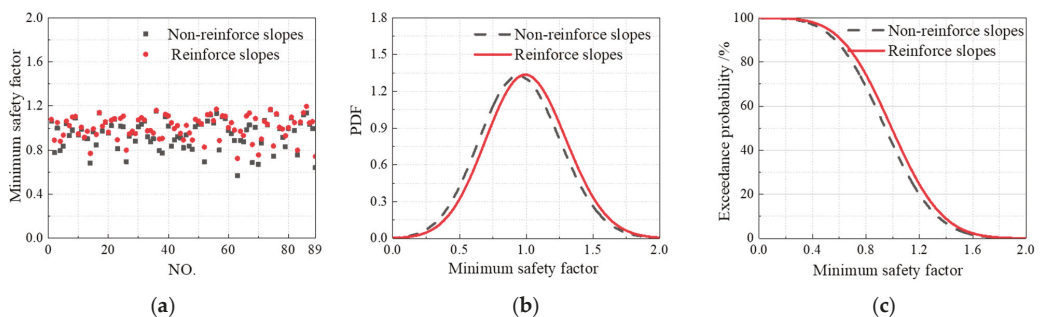 2.0
1.6
1.2
0.8
0.4
0.0
Minimum safety factor
Non-reinforce slopes
Reinforce slopes
0 10 20 30 40 50 60 70 80 89
NO.
(a)
1.8
1.5
1.2
0.9
0.6
0.3
0.0
PDF
Non-reinforce slopes
Reinforce slopes
0.0 0.5 1.0 1.5 2.0
Minimum safety factor
(b)
100
80
60
40
20
0
Exceedance probability /%
Non-reinforce slopes
Reinforce slopes
0.0 0.4 0.8 1.2 1.6 2.0
Minimum safety factor
(c)